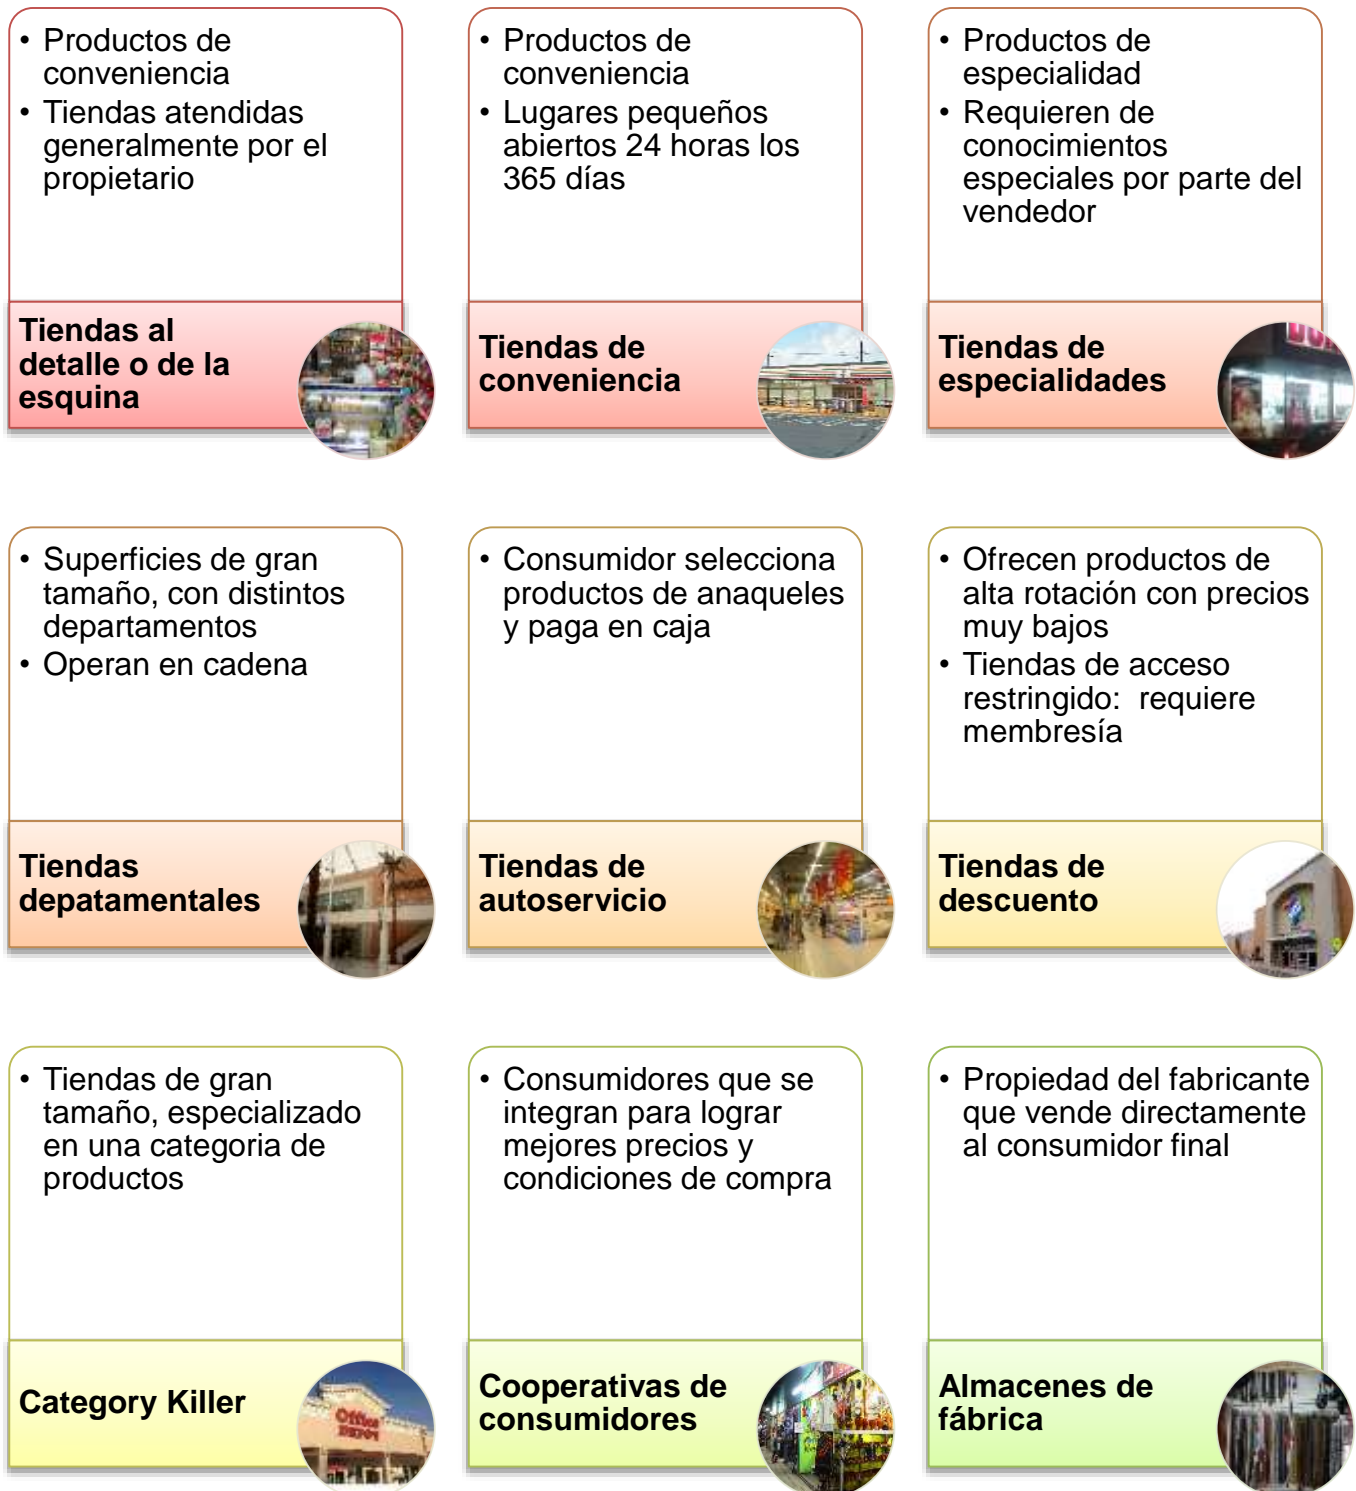 • Productos de
conveniencia
• Tiendas atendidas
generalmente por el
propietario
Tiendas al
detalle o de la
esquina
• Productos de
conveniencia
• Lugares pequeños
abiertos 24 horas los
365 días
Tiendas de
conveniencia
• Productos de
especialidad
• Requieren de
conocimientos
especiales por parte del
vendedor
Tiendas de
especialidades
• Superficies de gran
tamaño, con distintos
departamentos
• Operan en cadena
Tiendas
depatamentales
• Consumidor selecciona
productos de anaqueles
y paga en caja
Tiendas de
autoservicio
• Ofrecen productos de
alta rotación con precios
muy bajos
• Tiendas de acceso
restringido: requiere
membresía
Tiendas de
descuento
• Tiendas de gran
tamaño, especializado
en una categoria de
productos
Category Killer
Office
DEPOT
• Consumidores que se
integran para lograr
mejores precios y
condiciones de compra
Cooperativas de
consumidores
• Propiedad del fabricante
que vende directamente
al consumidor final
Almacenes de
fábrica